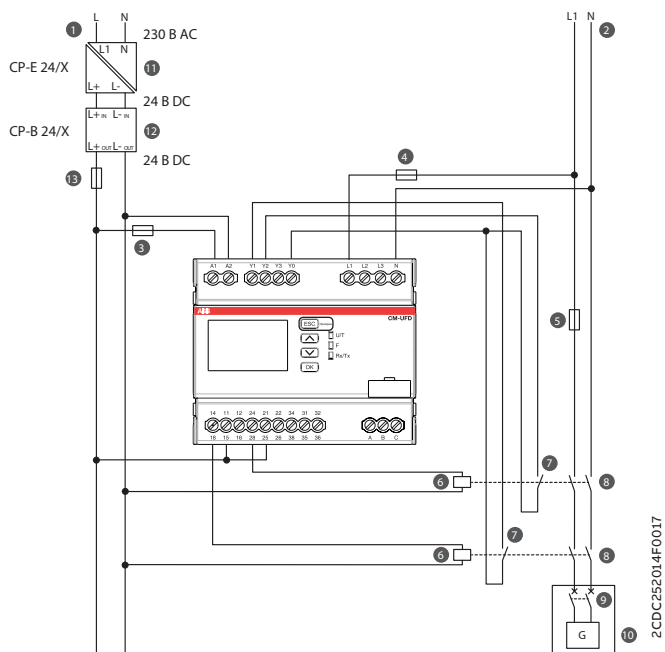 L N
L1 N
1
230 B AC
2
L1 N
CP-E 24/X
11
L+ L-
24 B DC
L+ IN L- IN
CP-B 24/X
12
L+ OUT L- OUT
24 B DC
4
13
3
A1 A2 Y1 Y2 Y3 Y0 L1 L2 L3 N
ABB
CM-UFD
ESC
U/T
F
Rx/Tx
OK
5
14 11 12 24 21 22 34 31 32
18 15 16 28 25 26 38 35 36
A B C
7
6
8
7
6
8
9
G
10
2CDC252014F0017